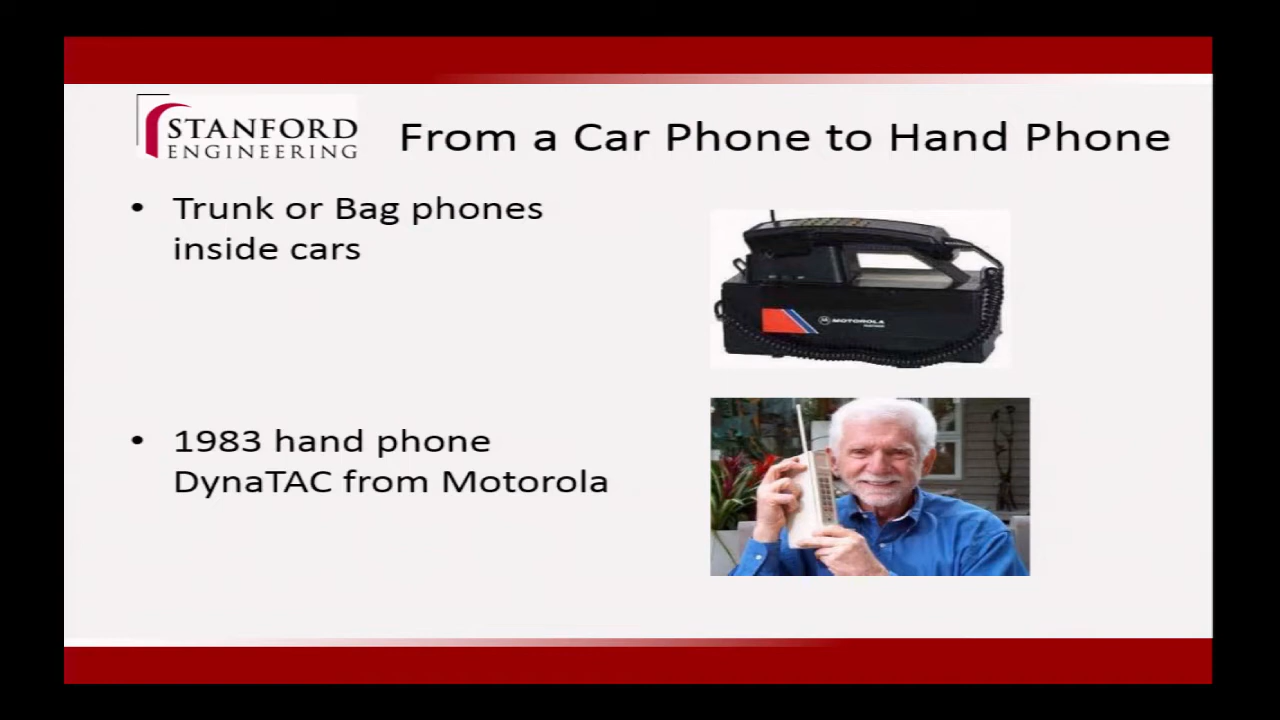 STANFORD
ENGINEERING
From a Car Phone to Hand Phone
• Trunk or Bag phones
inside cars
MOTOROLA
• 1983 hand phone
DynaTAC from Motorola